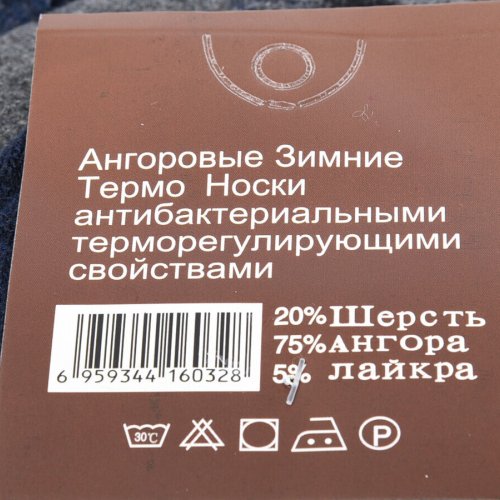 Ангоровые Зимние
Термо Носки
антибактериальными
терморегулирующими
свойствами
20% Шерсть
75% Ангора
5% лайкра
6 959344 160328
30°C P